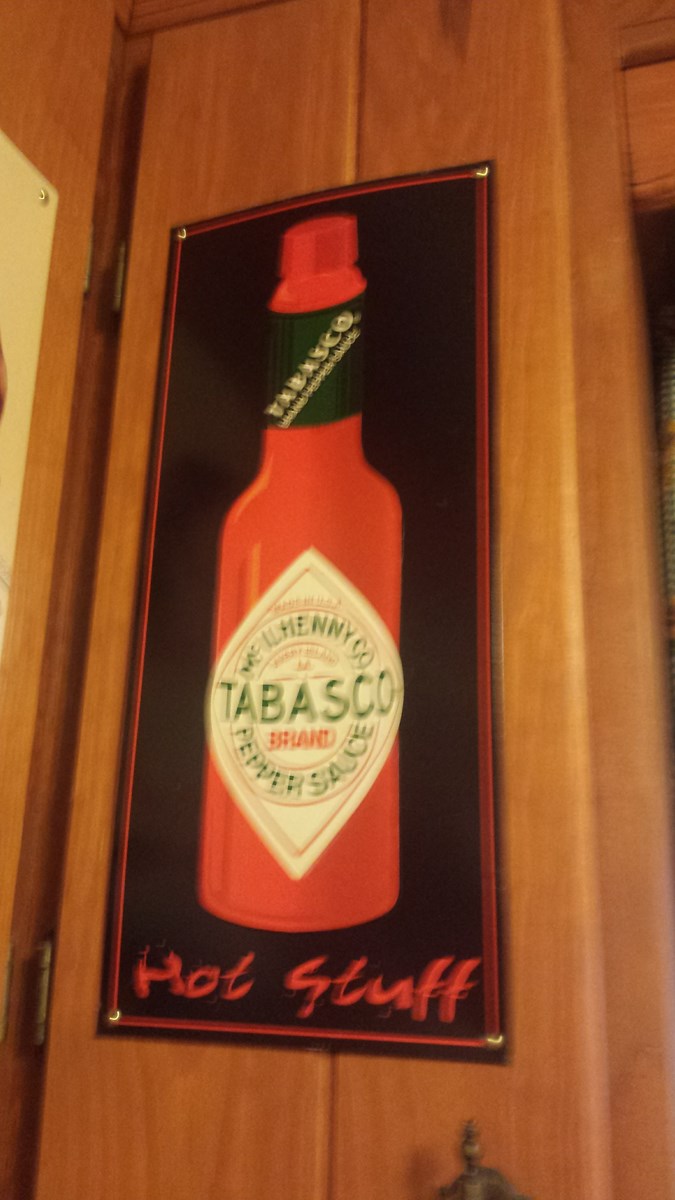 TABASCO
McILHENNY CO
TABASCO
BRAND
PEPPER SAUCE
Hot Stuff